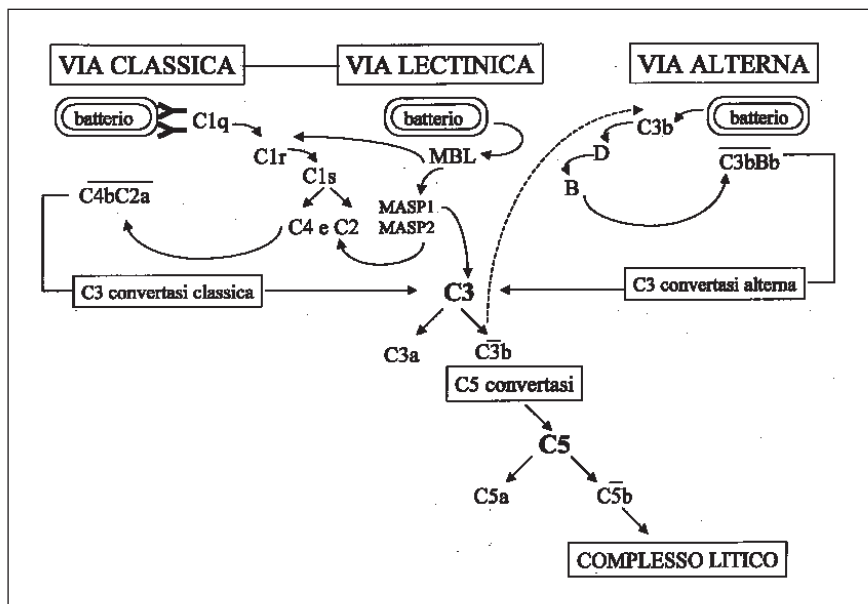 VIA CLASSICA
VIA LECTINICA
VIA ALTERNA
batterio
C1q
batterio
C3b
batterio
C1r
MBL
D
C3bBb
C1s
B
C4bC2a
MASP1
C4 e C2
MASP2
C3 convertasi classica
C3
C3 convertasi alterna
C3a
C3b
C5 convertasi
C5
C5a
C5b
COMPLESSO LITICO